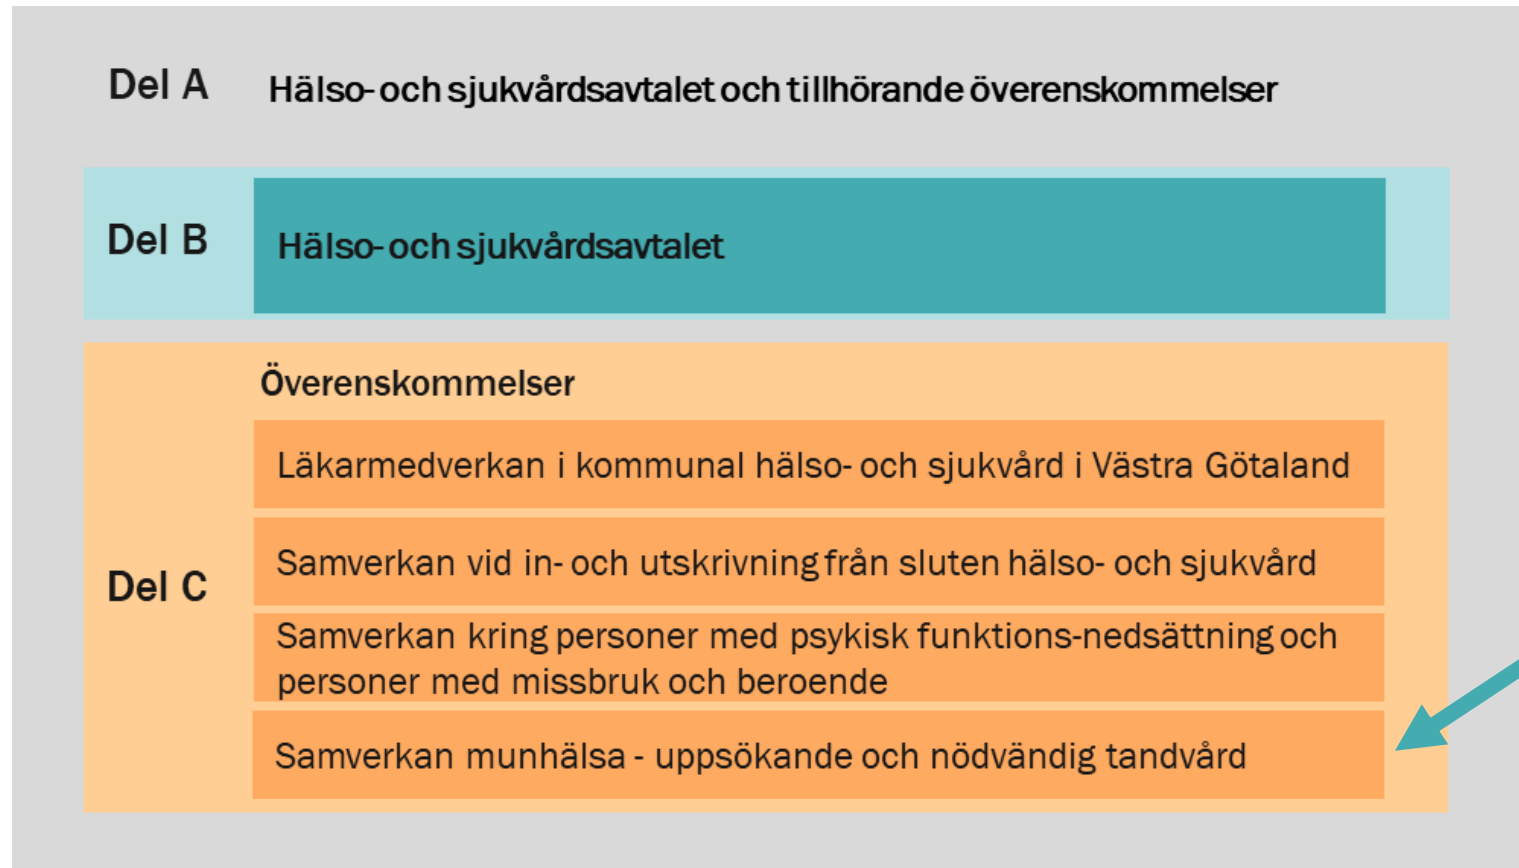 Del A
Hälso- och sjukvårdsavtalet och tillhörande överenskommelser
Del B
Hälso- och sjukvårdsavtalet
Överenskommelser
Läkarmedverkan i kommunal hälso- och sjukvård i Västra Götaland
Del C
Samverkan vid in- och utskrivning från sluten hälso- och sjukvård
Samverkan kring personer med psykisk funktions-nedsättning och
personer med missbruk och beroende
Samverkan munhälsa - uppsökande och nödvändig tandvård